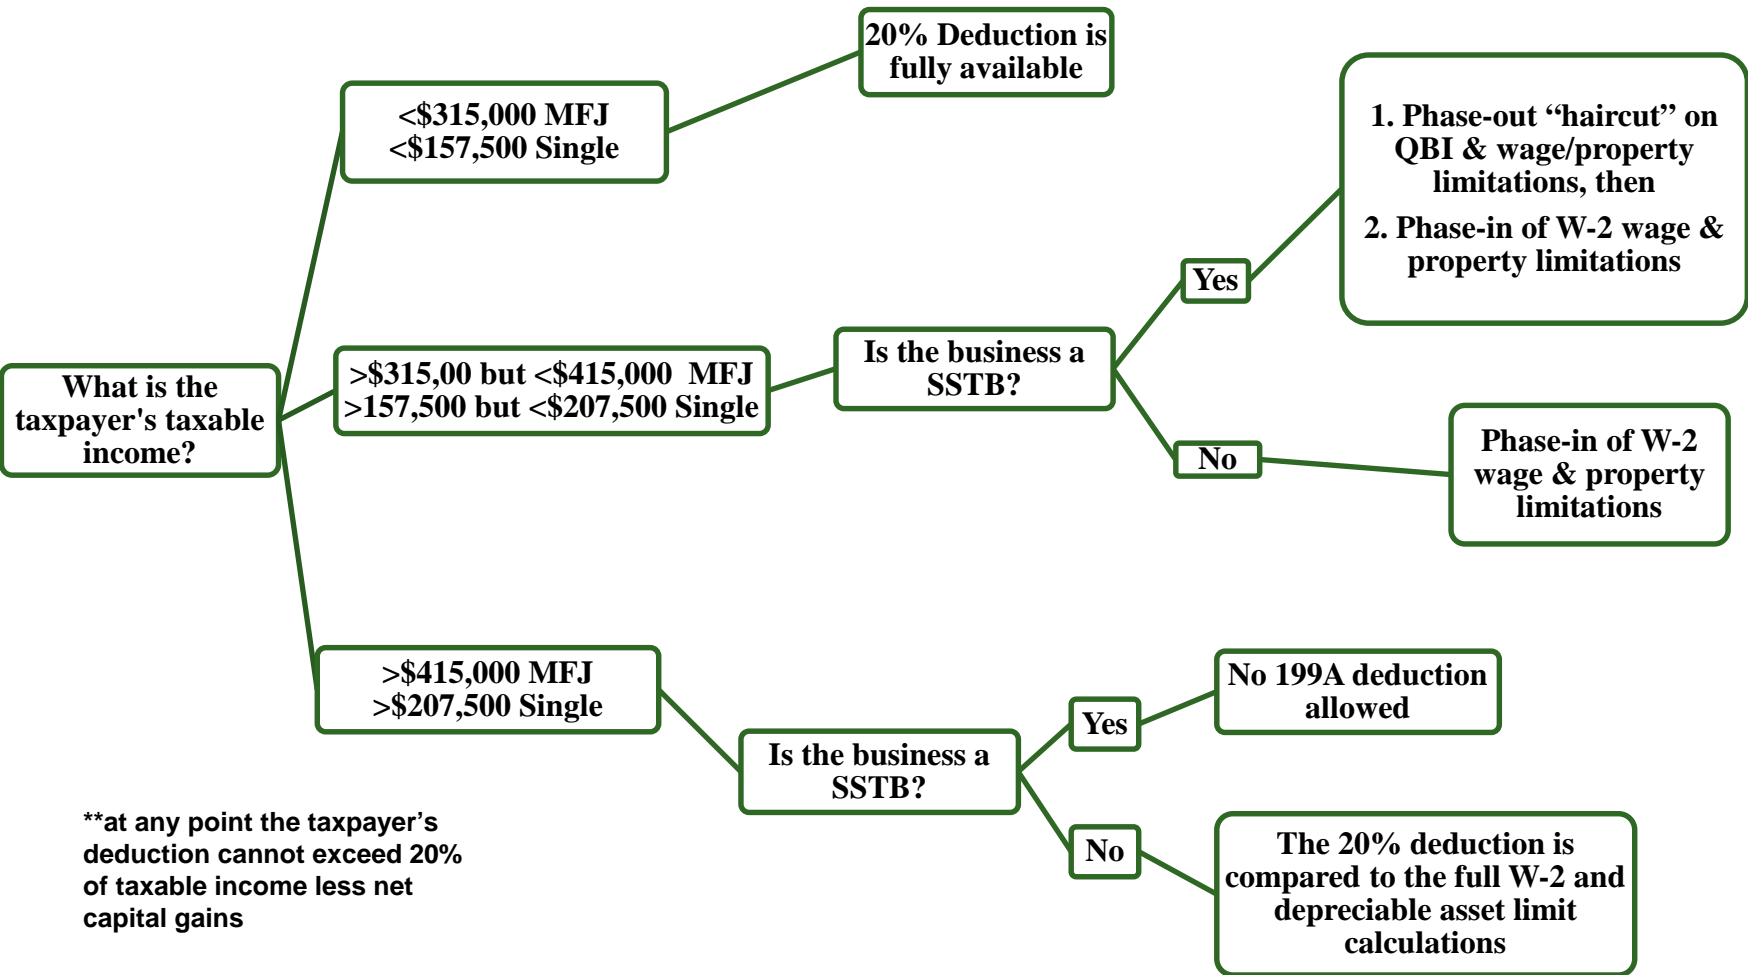 20% Deduction is
fully available
<$315,000 MFJ
<$157,500 Single
1. Phase-out “haircut” on
QBI & wage/property
limitations, then
2. Phase-in of W-2 wage &
property limitations
Yes
What is the
taxpayer's taxable
income?
>$315,00 but <$415,000 MFJ
>157,500 but <$207,500 Single
Is the business a
SSTB?
No
Phase-in of W-2
wage & property
limitations
>$415,000 MFJ
>$207,500 Single
Is the business a
SSTB?
Yes
No 199A deduction
allowed
No
The 20% deduction is
compared to the full W-2 and
depreciable asset limit
calculations
**at any point the taxpayer’s
deduction cannot exceed 20%
of taxable income less net
capital gains